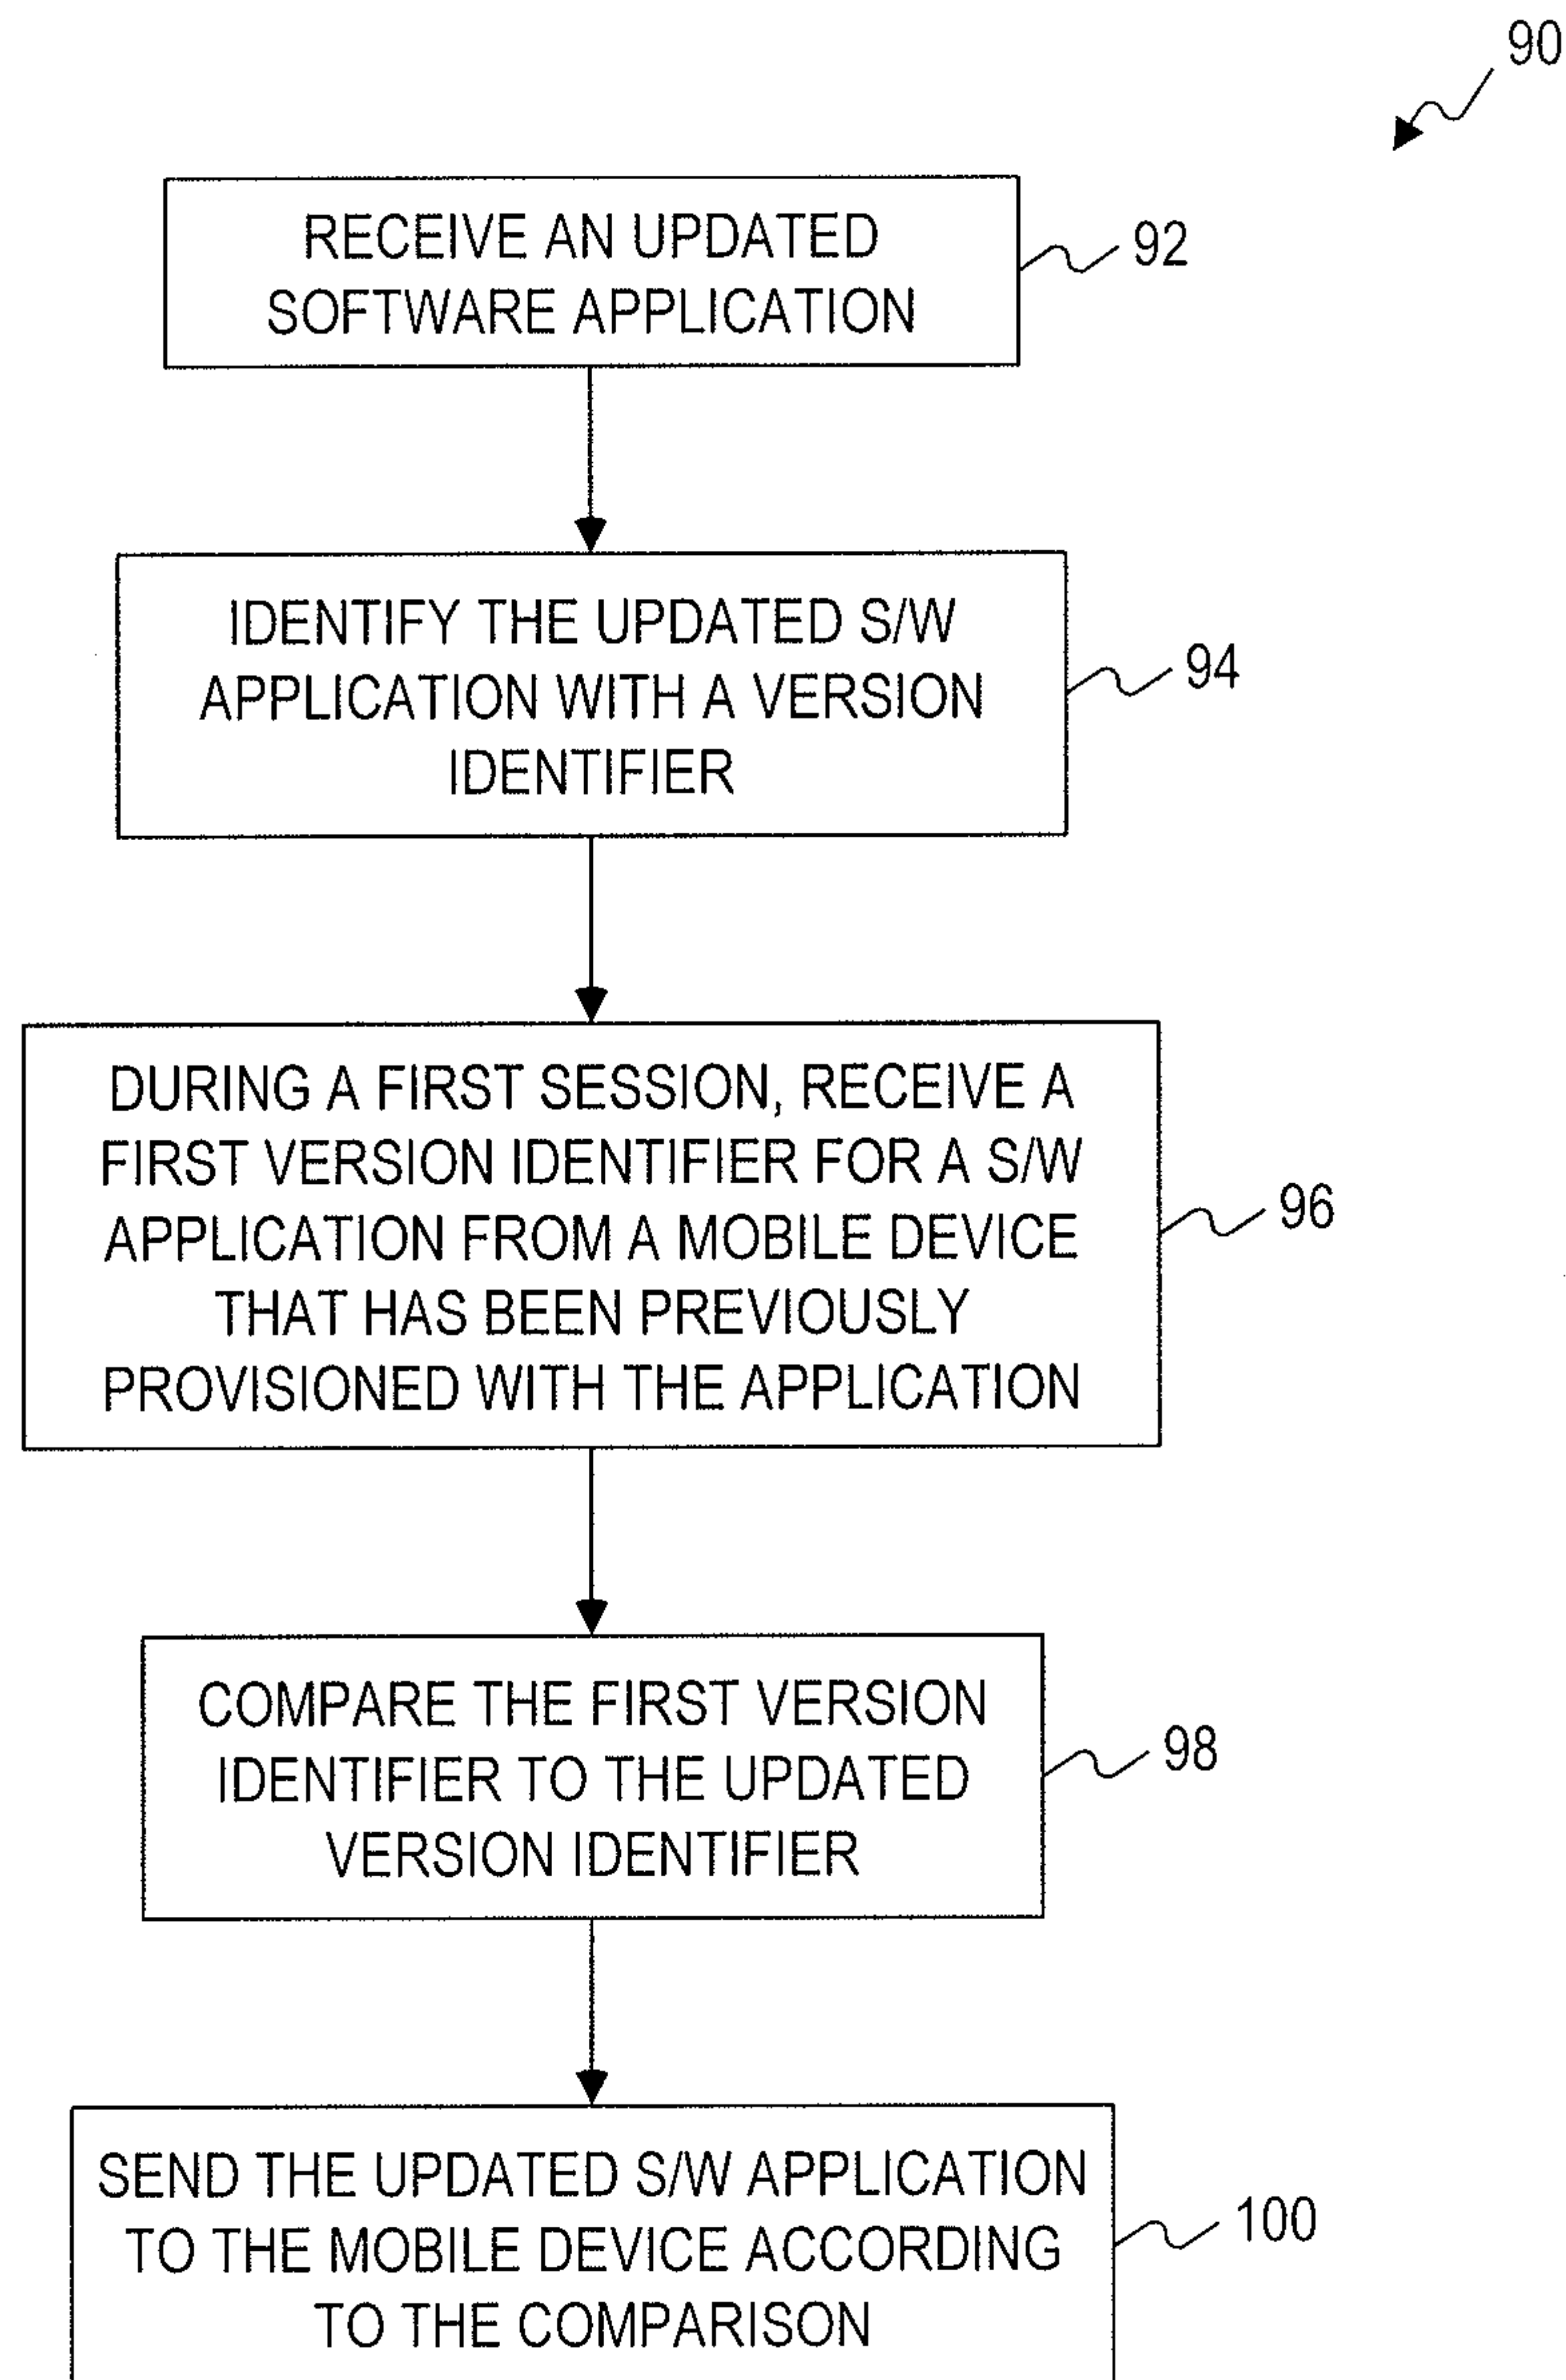 90
RECEIVE AN UPDATED
SOFTWARE APPLICATION
92
IDENTIFY THE UPDATED S/W
APPLICATION WITH A VERSION
IDENTIFIER
94
DURING A FIRST SESSION, RECEIVE A
FIRST VERSION IDENTIFIER FOR A S/W
APPLICATION FROM A MOBILE DEVICE
THAT HAS BEEN PREVIOUSLY
PROVISIONED WITH THE APPLICATION
96
COMPARE THE FIRST VERSION
IDENTIFIER TO THE UPDATED
VERSION IDENTIFIER
98
SEND THE UPDATED S/W APPLICATION
TO THE MOBILE DEVICE ACCORDING
TO THE COMPARISON
100